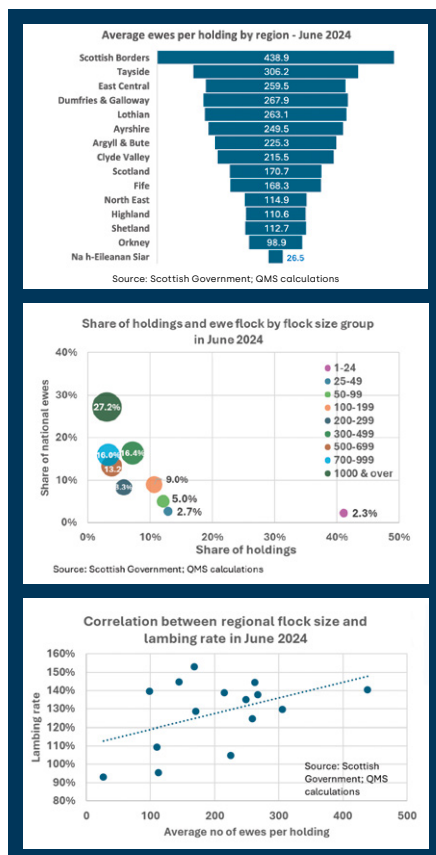 Average ewes per holding by region - June 2024
Scottish Borders 438.9
Tayside 306.2
East Central 259.5
Dumfries & Galloway 267.9
Lothian 263.1
Ayrshire 249.5
Argyll & Bute 225.3
Clyde Valley 215.5
Scotland 170.7
Fife 168.3
North East 114.9
Highland 110.6
Shetland 112.7
Orkney 98.9
Na h-Eileanan Siar 26.5
Source: Scottish Government; QMS calculations
Share of holdings and ewe flock by flock size group
in June 2024
Share of national ewes
40%
30%
20%
10%
0%
27.2%
16.0%
16.4%
13.2
8.3%
9.0%
5.0%
2.7%
2.3%
1-24
25-49
50-99
100-199
200-299
300-499
500-699
700-999
1000 & over
0% 10% 20% 30% 40% 50%
Share of holdings
Source: Scottish Government; QMS calculations
Correlation between regional flock size and
lambing rate in June 2024
Lambing rate
160%
150%
140%
130%
120%
110%
100%
90%
80%
Source: Scottish
Government; QMS
calculations
0 100 200 300 400 500
Average no of ewes per holding